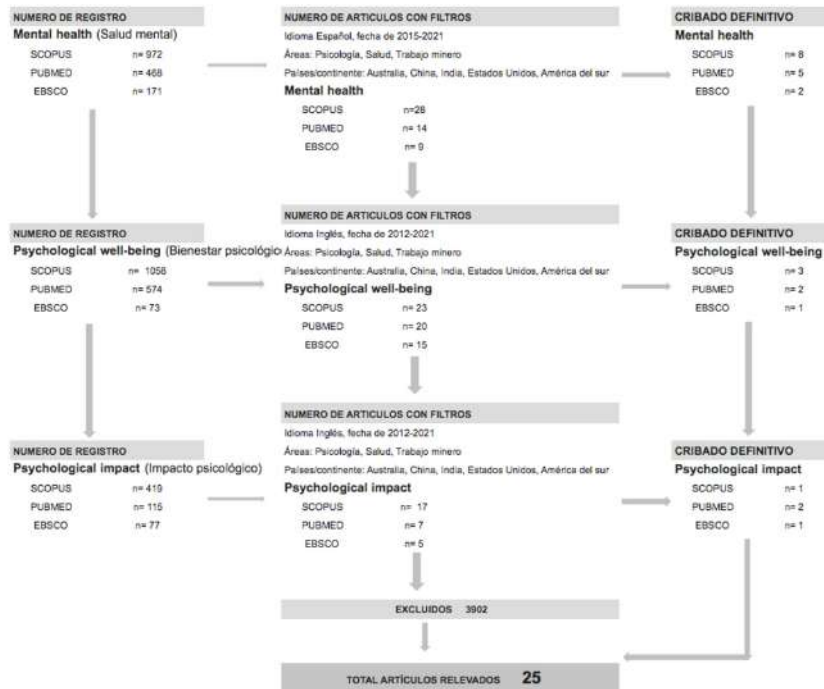 NUMERO DE REGISTRO
Mental health (Salud mental)
SCOPUS n= 972
PUBMED n= 468
EBSCO n= 171
NUMERO DE ARTICULOS CON FILTROS
Idioma Español, fecha de 2015-2021
Áreas: Psicología, Salud, Trabajo minero
Países/continente: Australia, China, India, Estados Unidos, América del sur
Mental health
SCOPUS n=28
PUBMED n= 14
EBSCO n= 9
CRIBADO DEFINITIVO
Mental health
SCOPUS n= 8
PUBMED n= 5
EBSCO n= 2
NUMERO DE REGISTRO
Psychological well-being (Bienestar psicológico
SCOPUS n= 1058
PUBMED n= 574
EBSCO n= 73
NUMERO DE ARTICULOS CON FILTROS
Idioma Inglés, fecha de 2012-2021
Áreas: Psicología, Salud, Trabajo minero
Países/continente: Australia, China, India, Estados Unidos, América del sur
Psychological well-being
SCOPUS n= 23
PUBMED n= 20
EBSCO n= 15
CRIBADO DEFINITIVO
Psychological well-being
SCOPUS n= 3
PUBMED n= 2
EBSCO n= 1
NUMERO DE REGISTRO
Psychological impact (Impacto psicológico)
SCOPUS n= 419
PUBMED n= 115
EBSCO n= 77
NUMERO DE ARTICULOS CON FILTROS
Idioma Inglés, fecha de 2012-2021
Áreas: Psicología, Salud, Trabajo minero
Países/continente: Australia, China, India, Estados Unidos, América del sur
Psychological impact
SCOPUS n= 17
PUBMED n= 7
EBSCO n= 5
CRIBADO DEFINITIVO
Psychological impact
SCOPUS n= 1
PUBMED n= 2
EBSCO n= 1
EXCLUIDOS 3902
TOTAL ARTÍCULOS RELEVADOS 25